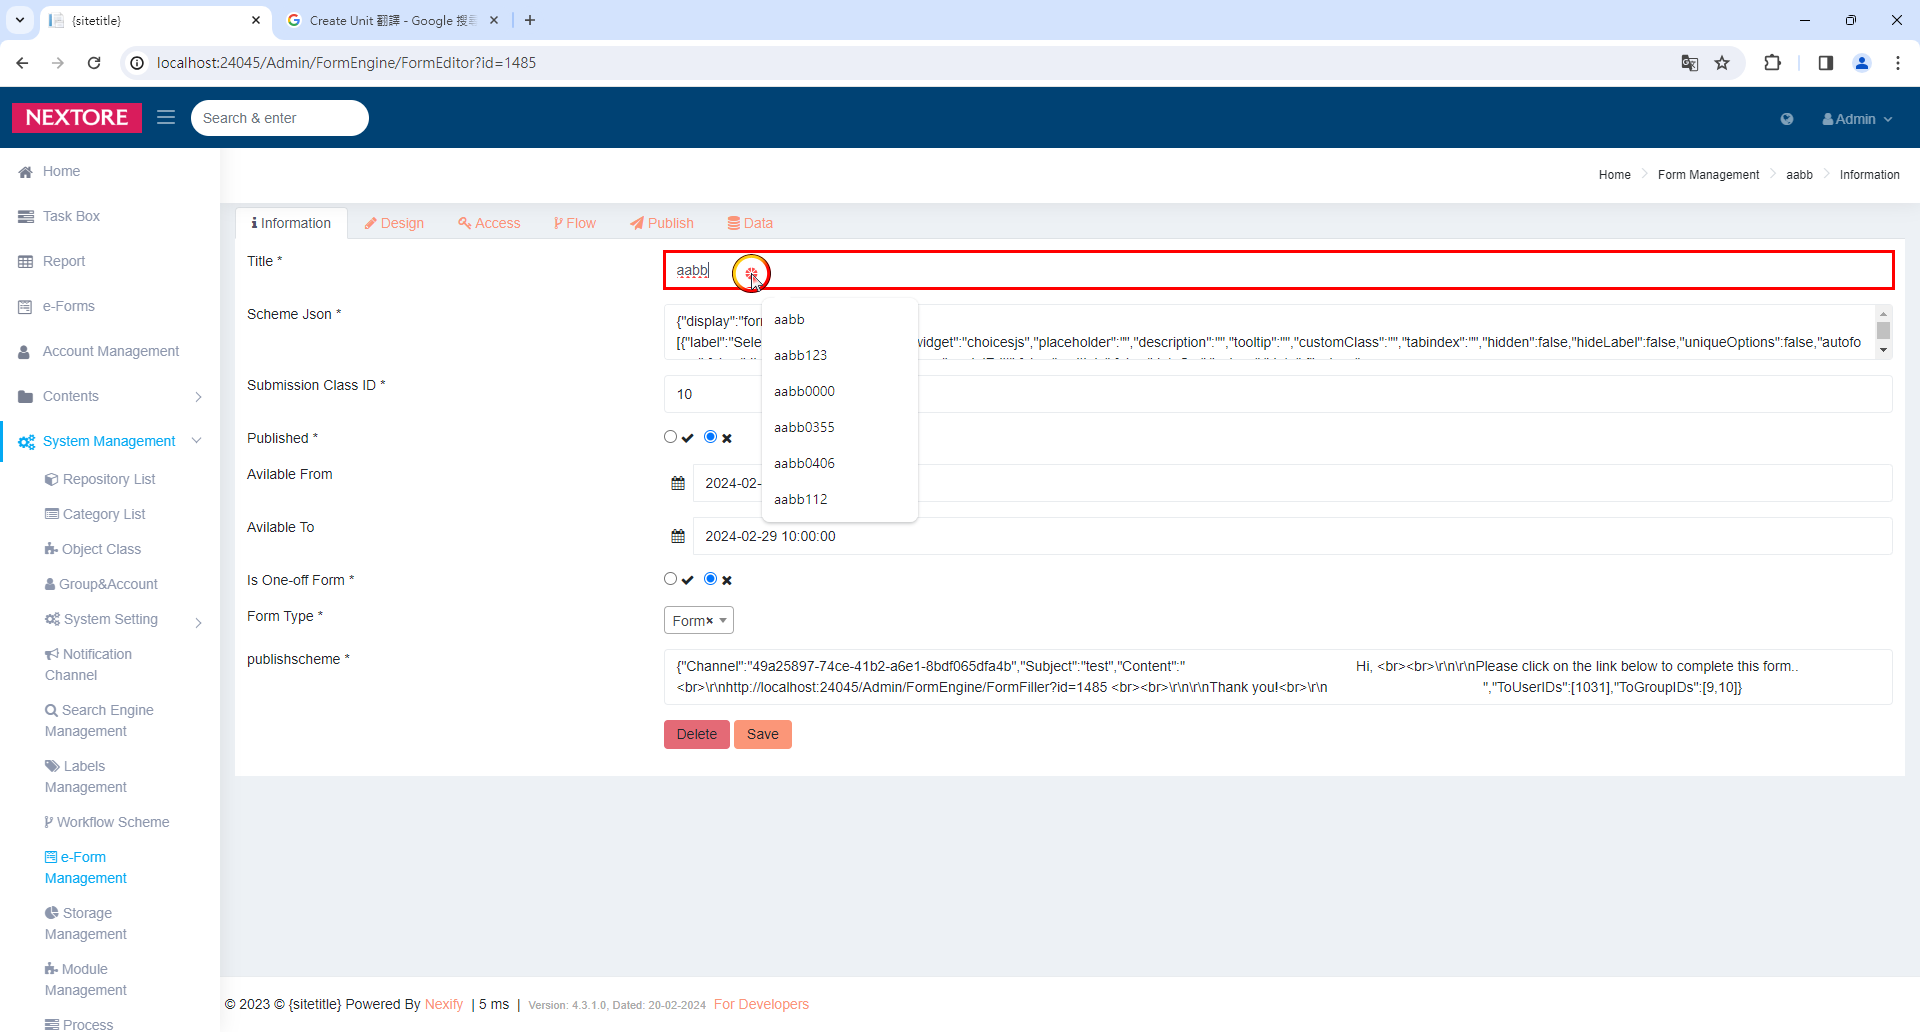 {sitetitle}
Create Unit 翻譯 - Google 搜尋
localhost:24045/Admin/FormEngine/FormEditor?id=1485
NEXTORE
Search & enter
Admin
Home
Task Box
Report
e-Forms
Account Management
Contents
System Management
Repository List
Category List
Object Class
Group&Account
System Setting
Notification
Channel
Search Engine
Management
Labels
Management
Workflow Scheme
e-Form
Management
Storage
Management
Module
Management
Process
Home Form Management aabb Information
Information Design Access Flow Publish Data
Title *
aabb
aabb
aabb123
aabb0000
aabb0355
aabb0406
aabb112
Scheme Json *
{"display":"for
[{"label":"Sele widget":"choicesjs","placeholder":"","description":"","tooltip":"","customClass":"","tabindex":"","hidden":false,"hideLabel":false,"uniqueOptions":false,"autofo
Submission Class ID *
10
Published *
Avilable From
2024-02-
Avilable To
2024-02-29 10:00:00
Is One-off Form *
Form Type *
Form×
publishscheme *
{"Channel":"49a25897-74ce-41b2-a6e1-8bdf065dfa4b","Subject":"test","Content":" Hi, <br><br>\r\n\r\nPlease click on the link below to complete this form..
<br>\r\nhttp://localhost:24045/Admin/FormEngine/FormFiller?id=1485 <br><br>\r\n\r\nThank you!<br>\r\n ","ToUserIDs":[1031],"ToGroupIDs":[9,10]}
Delete Save
© 2023 © {sitetitle} Powered By Nexify | 5 ms | Version: 4.3.1.0, Dated: 20-02-2024 For Developers